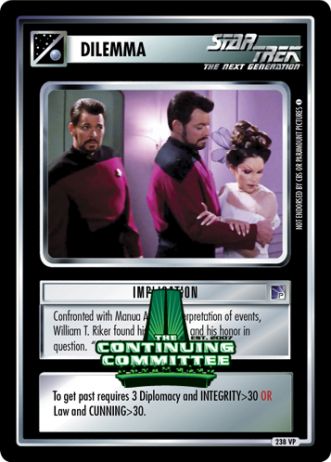 DILEMMA
STAR TREK
THE NEXT GENERATION
NOT ENDORSED BY CBS OR PARAMOUNT PICTURES
Confronted with Manua A
rpretation of events,
William T. Riker found hi
and his honor in
question. "
THE
EST. 2007
CONTINUING
COMMITTEE
To get past requires 3 Diplomacy and INTEGRITY>30 OR
Law and CUNNING>30.
238 VP